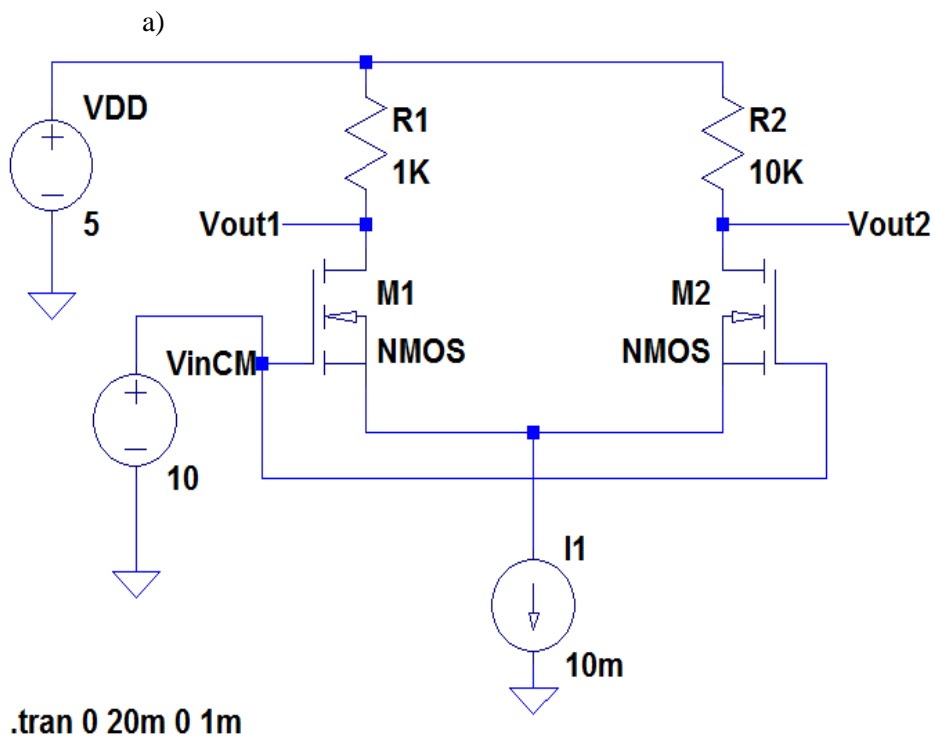 a)
VDD
5
R1
1K
R2
10K
Vout1
Vout2
M1
NMOS
M2
NMOS
VinCM
10
I1
10m
.tran 0 20m 0 1m